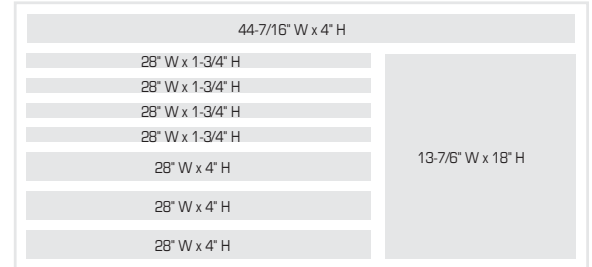 44-7/16" W x 4" H
28" W x 1-3/4" H
28" W x 1-3/4" H
28" W x 1-3/4" H
28" W x 1-3/4" H
28" W x 4" H
28" W x 4" H
28" W x 4" H
13-7/6" W x 18" H